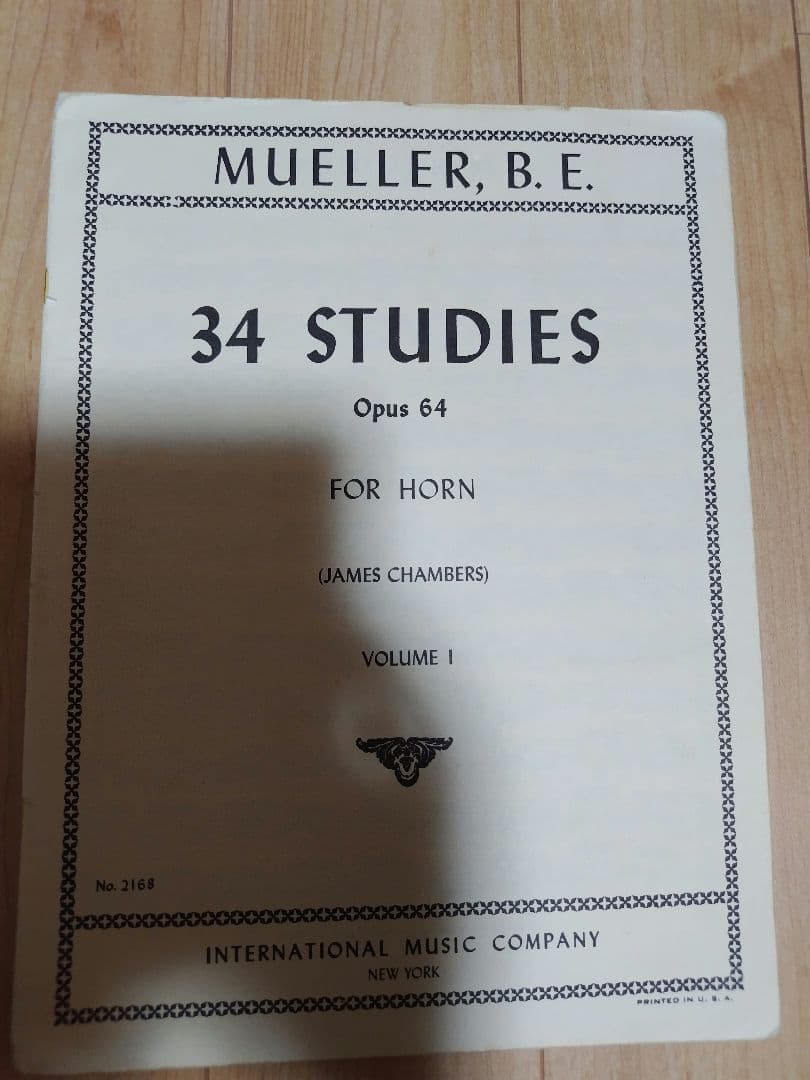 MUELLER, B. E.
34 STUDIES
Opus 64
FOR HORN
(JAMES CHAMBERS)
VOLUME I
No. 2168
INTERNATIONAL MUSIC COMPANY
NEW YORK
PRINTED IN U. S. A.